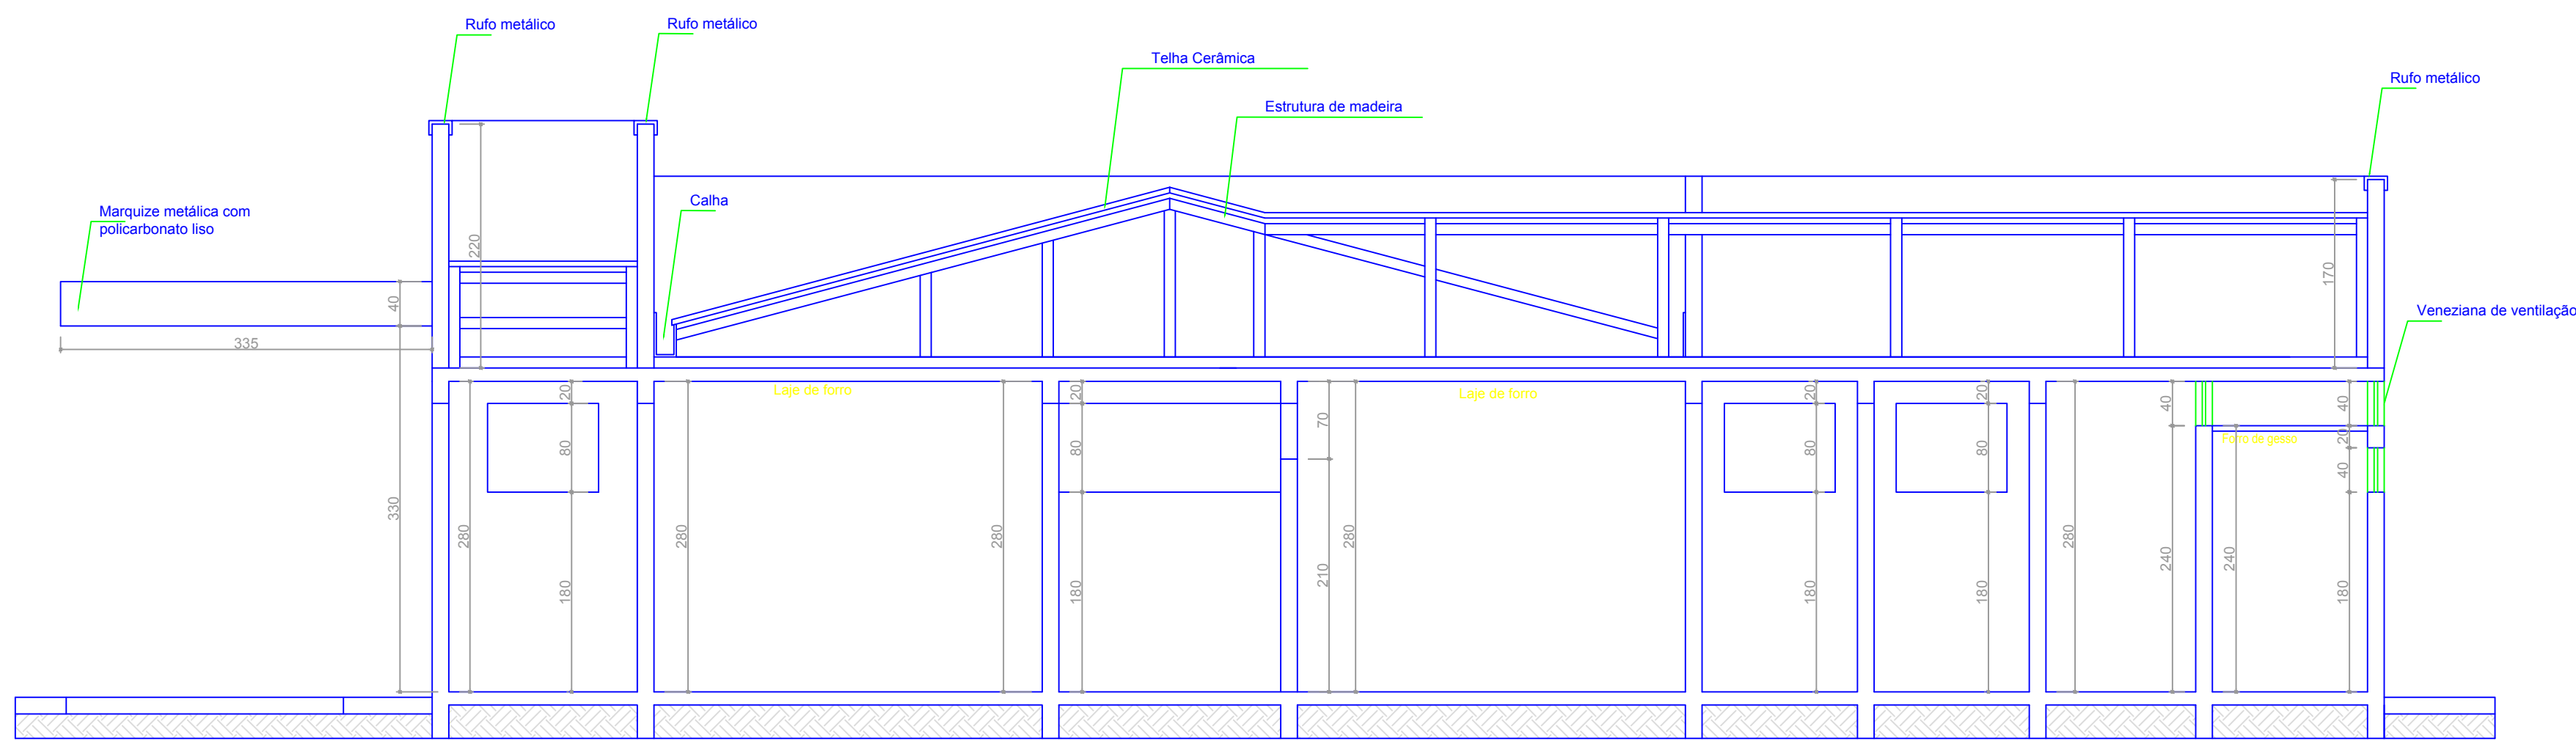 Rufo metálico
Rufo metálico
Telha Cerâmica
Rufo metálico
Estrutura de madeira
Calha
Marquize metálica com
policarbonato liso
220
170
40
335
Veneziana de ventilação
Laje de forro
Laje de forro
20
20
20
20
40
40
70
Forro de gesso
20
80
80
80
80
40
330
280
280
280
280
280
240
240
180
180
210
180
180
180